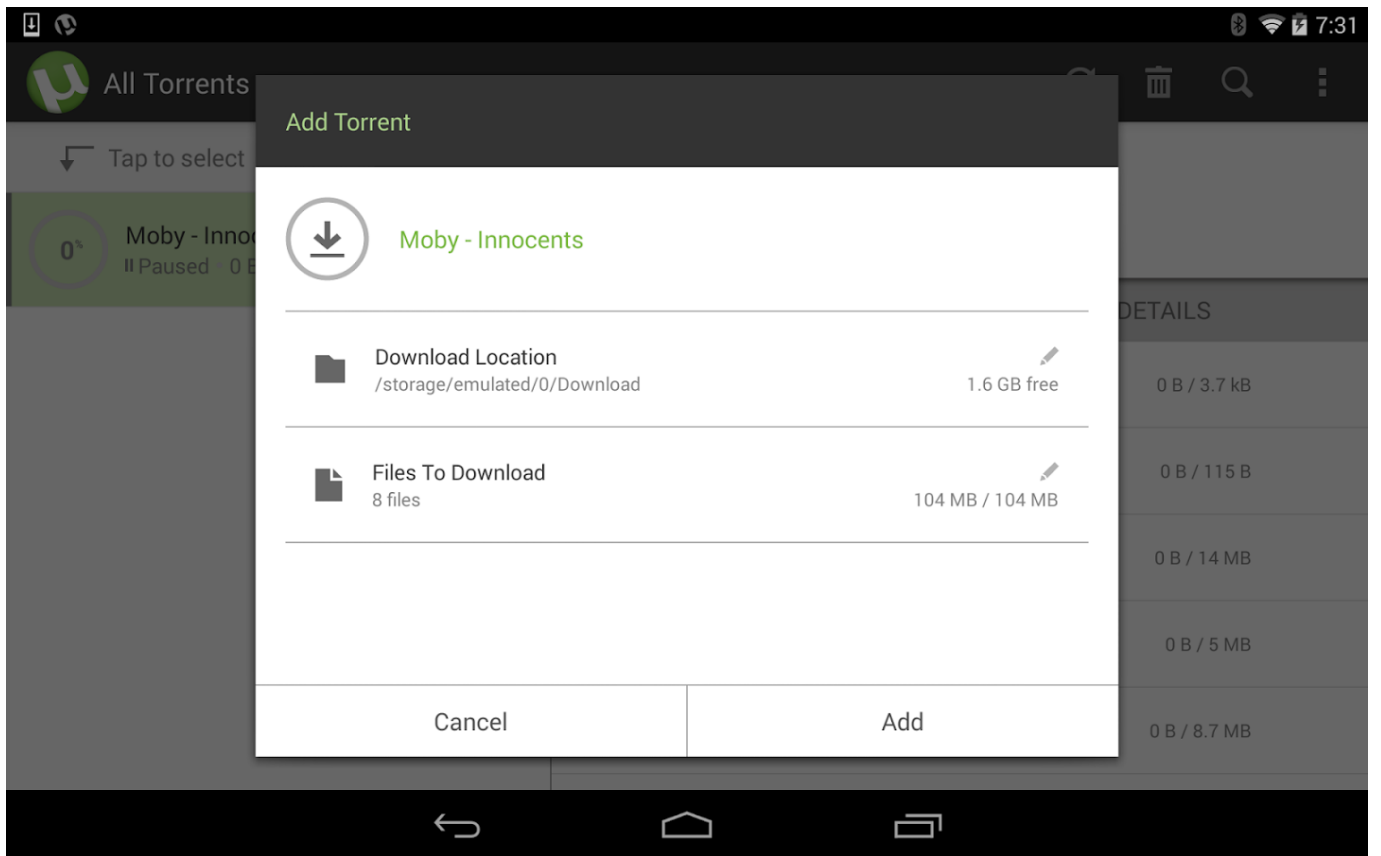 7:31
All Torrents
Add Torrent
Tap to select
Moby - Innocents
Moby - Inno
0%
Paused • 0 B
DETAILS
Download Location
/storage/emulated/0/Download
1.6 GB free
0 B / 3.7 kB
Files To Download
8 files
104 MB / 104 MB
0 B / 115 B
0 B / 14 MB
0 B / 5 MB
Cancel
Add
0 B / 8.7 MB